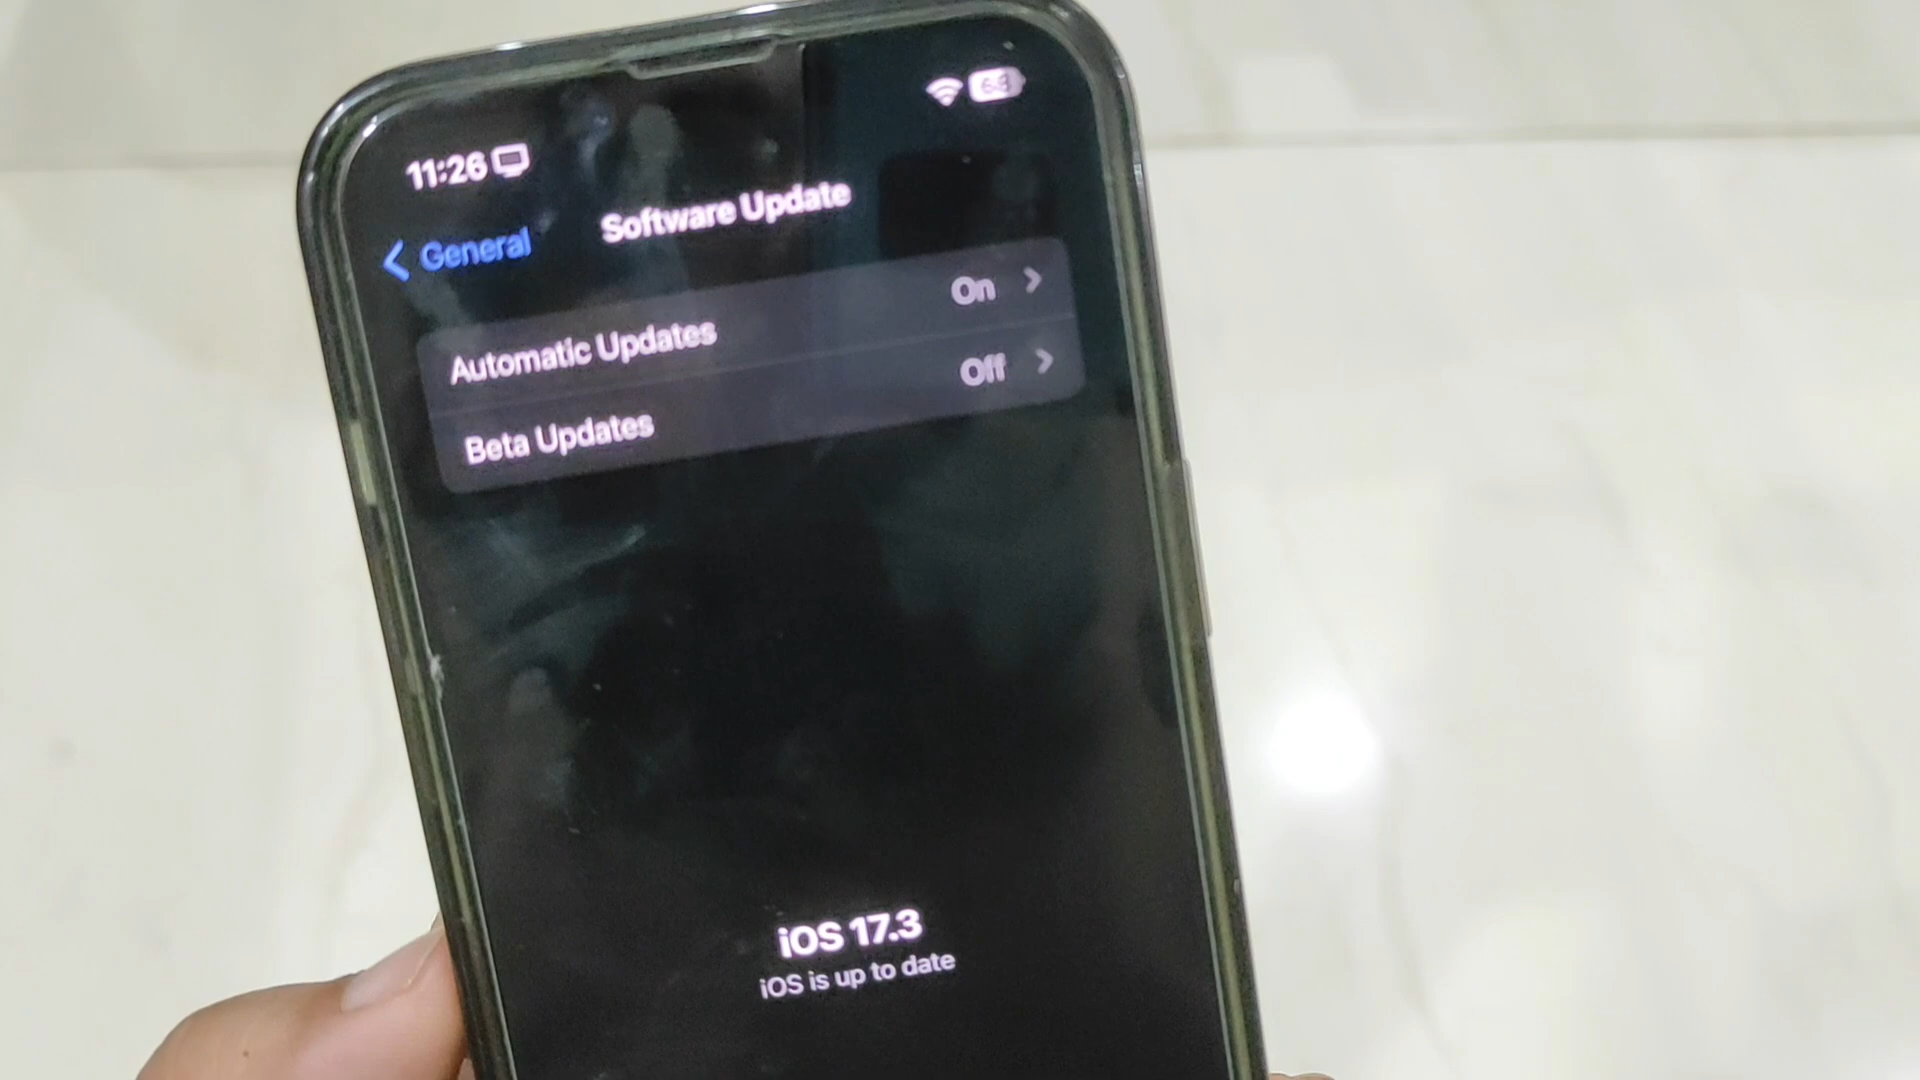 11:26
68
General
Software Update
Automatic Updates On
Beta Updates Off
iOS 17.3
iOS is up to date